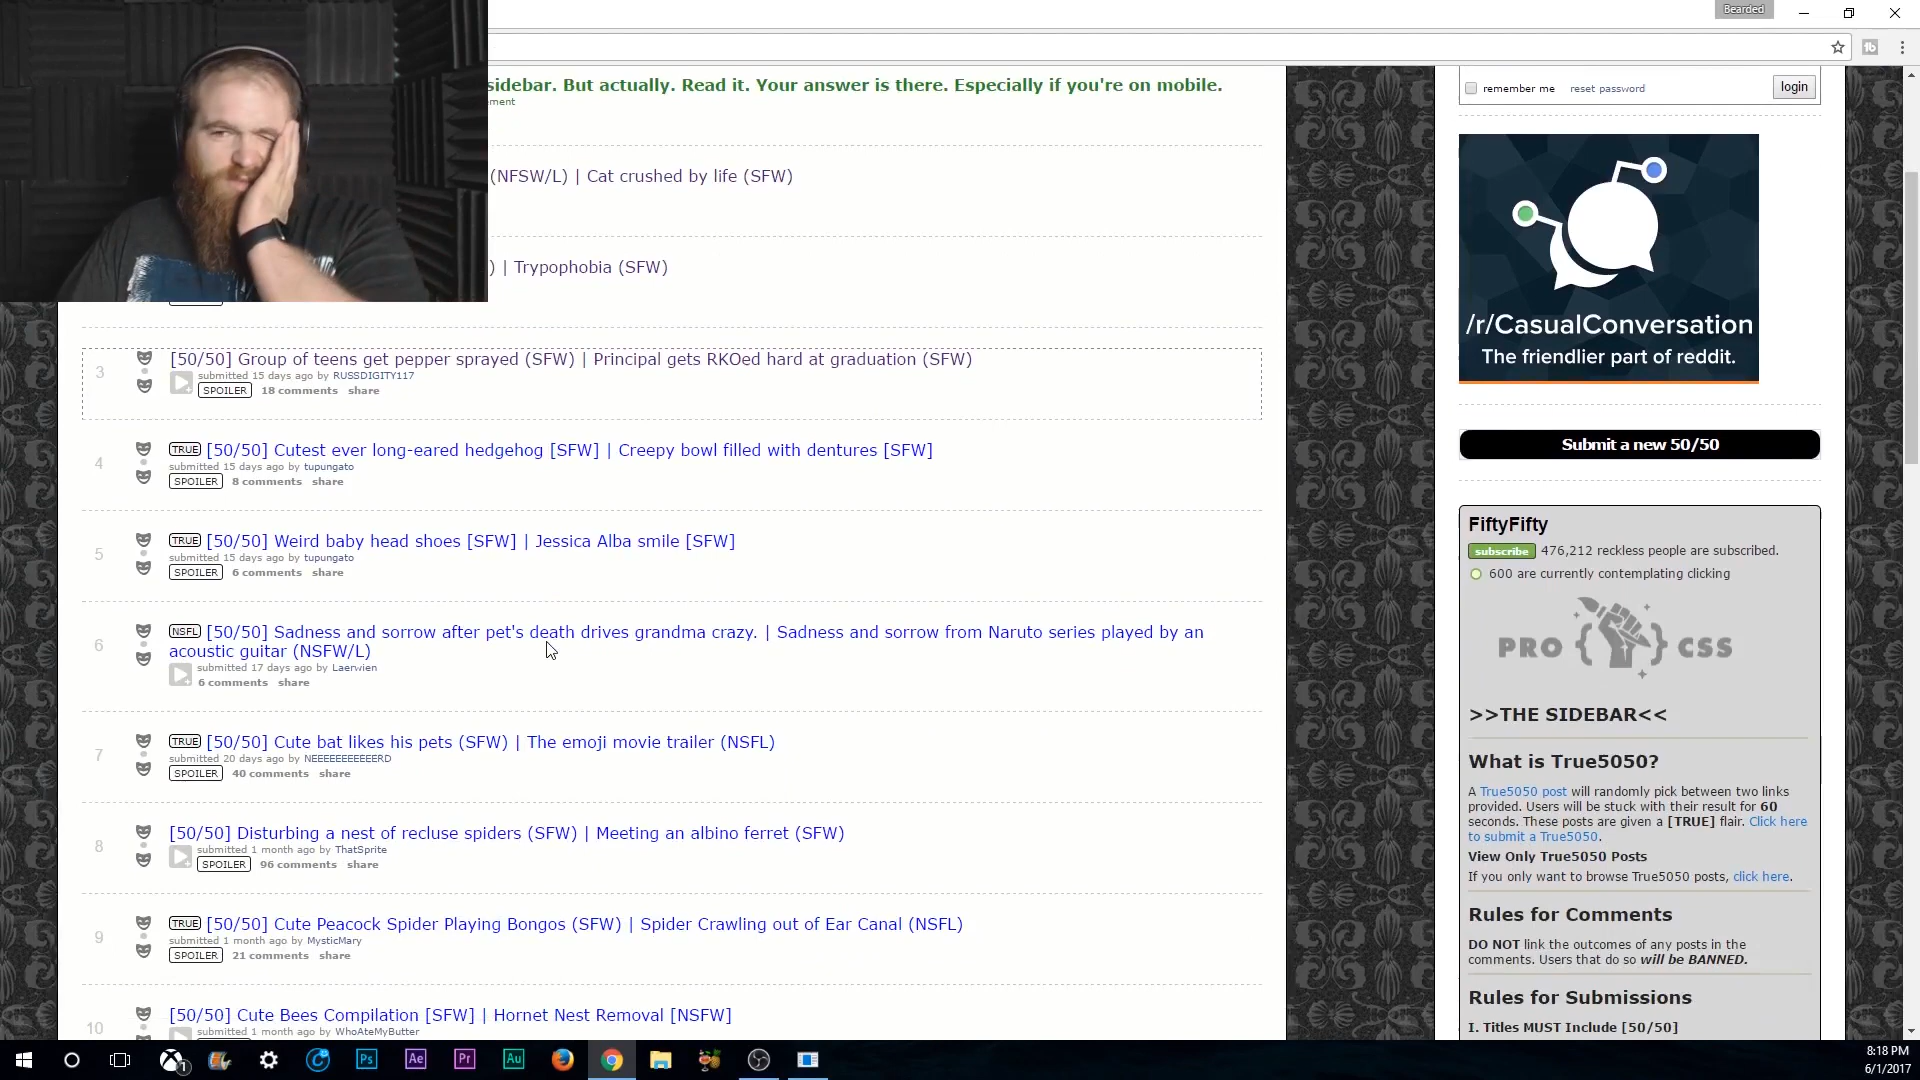 Bearded
sidebar. But actually. Read it. Your answer is there. Especially if you're on mobile.
ement
(NFSW/L) | Cat crushed by life (SFW)
) | Trypophobia (SFW)
3
[50/50] Group of teens get pepper sprayed (SFW) | Principal gets RKOed hard at graduation (SFW)
submitted 15 days ago by RUSSDIGITY117
SPOILER 18 comments share
4
TRUE [50/50] Cutest ever long-eared hedgehog [SFW] | Creepy bowl filled with dentures [SFW]
submitted 15 days ago by tupungato
SPOILER 8 comments share
5
TRUE [50/50] Weird baby head shoes [SFW] | Jessica Alba smile [SFW]
submitted 15 days ago by tupungato
SPOILER 6 comments share
6
NSFL [50/50] Sadness and sorrow after pet's death drives grandma crazy. | Sadness and sorrow from Naruto series played by an
acoustic guitar (NSFW/L)
submitted 17 days ago by Laerwien
6 comments share
7
TRUE [50/50] Cute bat likes his pets (SFW) | The emoji movie trailer (NSFL)
submitted 20 days ago by NEEEEEEEEEEERD
SPOILER 40 comments share
8
[50/50] Disturbing a nest of recluse spiders (SFW) | Meeting an albino ferret (SFW)
submitted 1 month ago by ThatSprite
SPOILER 96 comments share
9
TRUE [50/50] Cute Peacock Spider Playing Bongos (SFW) | Spider Crawling out of Ear Canal (NSFL)
submitted 1 month ago by MysticMary
SPOILER 21 comments share
10
[50/50] Cute Bees Compilation [SFW] | Hornet Nest Removal [NSFW]
submitted 1 month ago by WhoAteMyButter
remember me reset password login
/r/CasualConversation
The friendlier part of reddit.
Submit a new 50/50
FiftyFifty
subscribe 476,212 reckless people are subscribed.
600 are currently contemplating clicking
PRO { } CSS
>>THE SIDEBAR<<
What is True5050?
A True5050 post will randomly pick between two links
provided. Users will be stuck with their result for 60
seconds. These posts are given a [TRUE] flair. Click here
to submit a True5050.
View Only True5050 Posts
If you only want to browse True5050 posts, click here.
Rules for Comments
DO NOT link the outcomes of any posts in the
comments. Users that do so will be BANNED.
Rules for Submissions
I. Titles MUST Include [50/50]
1
Ps
Ae
Pr
Au
8:18 PM
6/1/2017